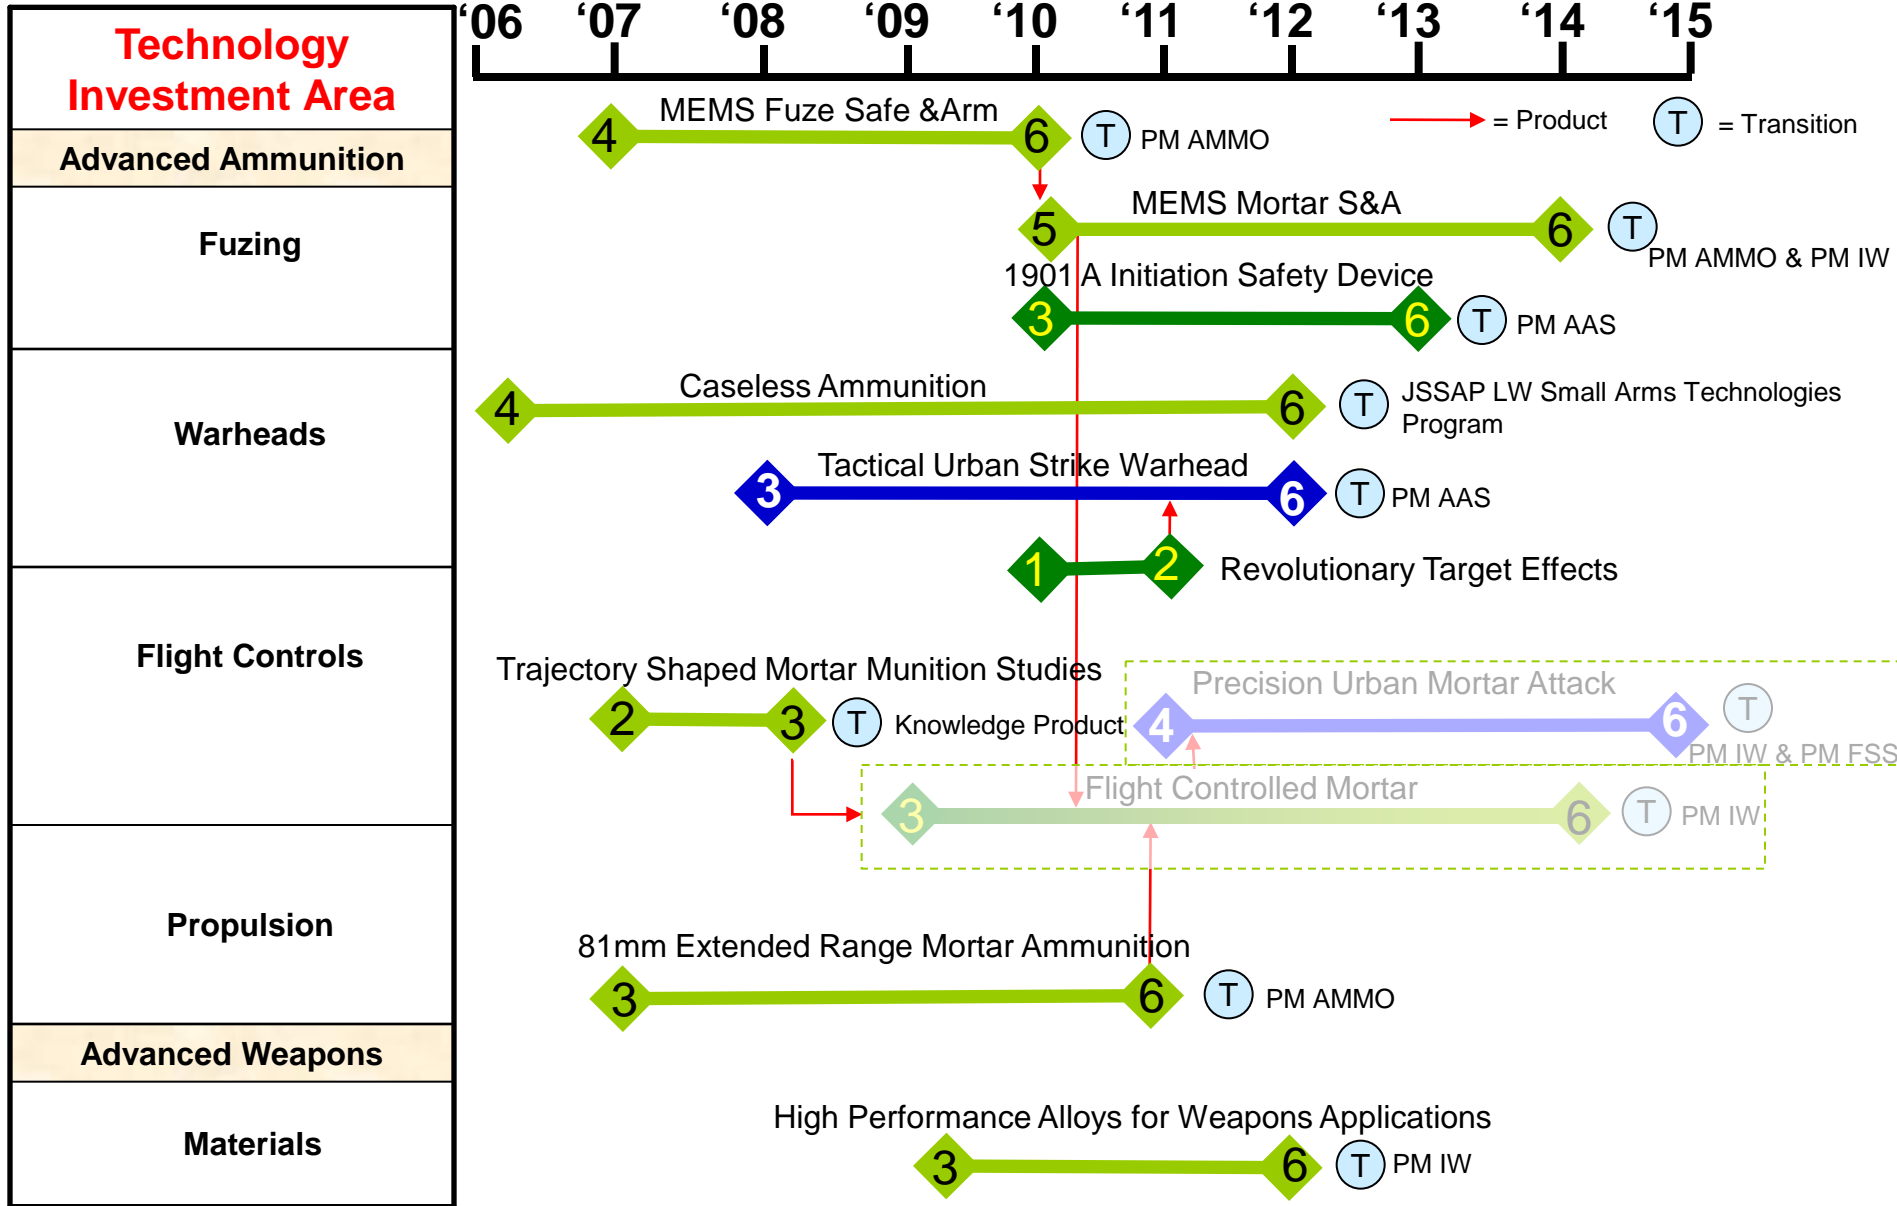 ‘06 ‘07 ‘08 ‘09 ‘10 ‘11 ‘12 ‘13 ‘14 ‘15
Technology
Investment Area
MEMS Fuze Safe &Arm
4 6 T PM AMMO
= Product T = Transition
Advanced Ammunition
Fuzing
MEMS Mortar S&A
5 6 T
PM AMMO & PM IW
1901 A Initiation Safety Device
3 6 T PM AAS
Warheads
Caseless Ammunition
4 6 T JSSAP LW Small Arms Technologies
Program
Tactical Urban Strike Warhead
3 6 T PM AAS
1 2 Revolutionary Target Effects
Flight Controls
Trajectory Shaped Mortar Munition Studies
2 3 T Knowledge Product
Precision Urban Mortar Attack
4 6 T
PM IW & PM FSS
Flight Controlled Mortar
3 6 T PM IW
Propulsion
81mm Extended Range Mortar Ammunition
3 6 T PM AMMO
Advanced Weapons
Materials
High Performance Alloys for Weapons Applications
3 6 T PM IW